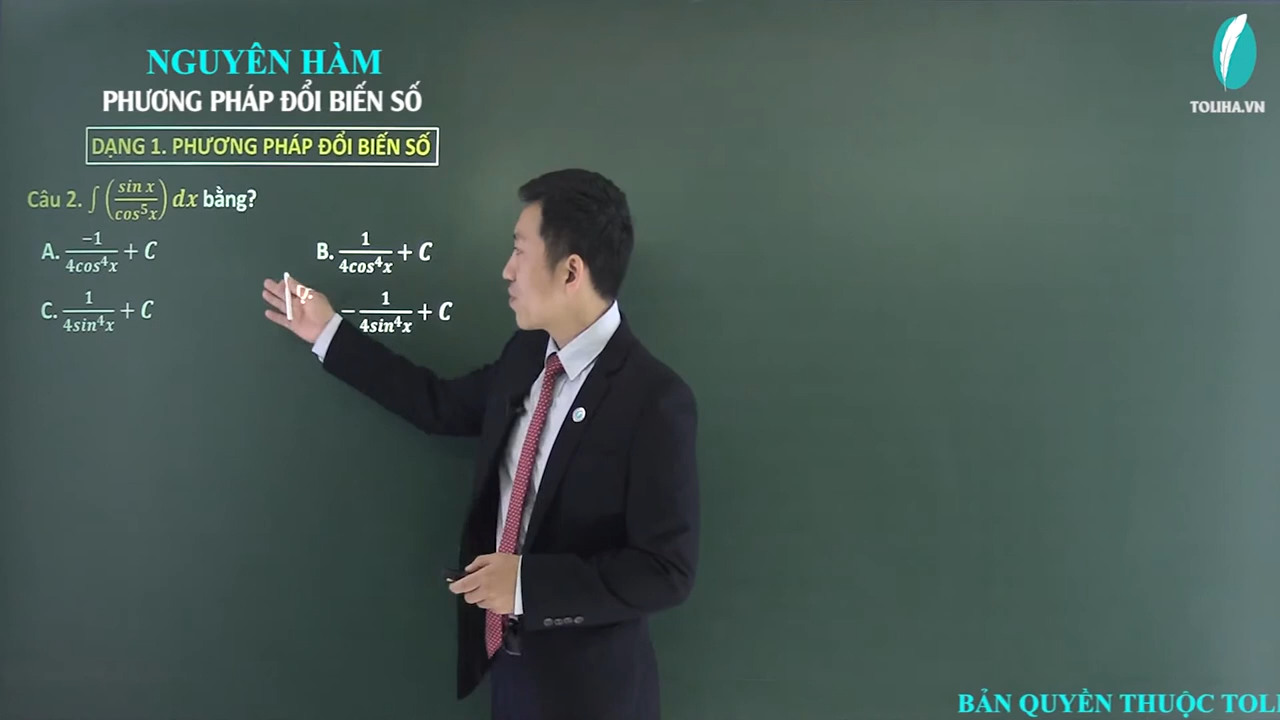 NGUYÊN HÀM
PHƯƠNG PHÁP ĐỔI BIẾN SỐ
DẠNG 1. PHƯƠNG PHÁP ĐỔI BIẾN SỐ
Câu 2. ∫ (sin x / cos⁵x) dx bằng?
A. −1/(4cos⁴x) + C
B. 1/(4cos⁴x) + C
C. 1/(4sin⁴x) + C
− 1/(4sin⁴x) + C
TOLIHA.VN
BẢN QUYỀN THUỘC